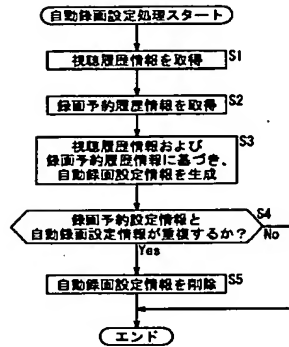 自動録画設定処理スタート
視聴履歴情報を取得
S1
録画予約履歴情報を取得
S2
S3
視聴履歴情報および
録画予約履歴情報に基づき、
自動録画設定情報を生成
S4
録画予約設定情報と
自動録画設定情報が重複するか?
No
Yes
自動録画設定情報を削除
S5
エンド